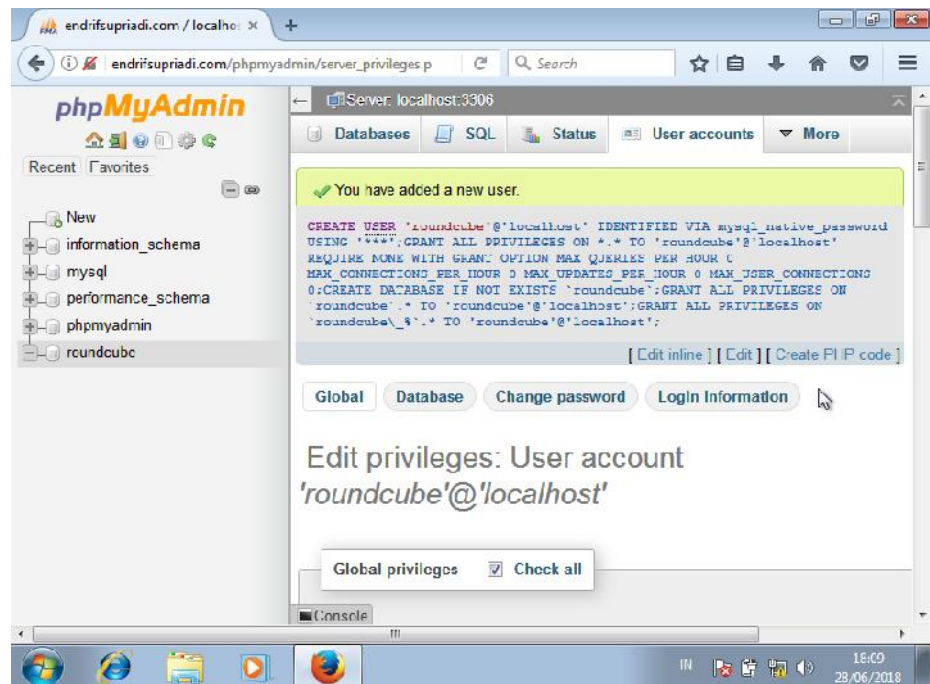 endrifsupriadi.com / localhos
endrifsupriadi.com/phpmyadmin/server_privileges.p
Search
phpMyAdmin
Recent
Favorites
New
information_schema
mysql
performance_schema
phpmyadmin
roundcube
Server: localhost:3306
Databases
SQL
Status
User accounts
More
You have added a new user.
CREATE USER 'roundcube'@'localhost' IDENTIFIED VIA mysql_native_password
USING '***';GRANT ALL PRIVILEGES ON *.* TO 'roundcube'@'localhost'
REQUIRE NONE WITH GRANT OPTION MAX_QUERIES_PER_HOUR 0
MAX_CONNECTIONS_PER_HOUR 0 MAX_UPDATES_PER_HOUR 0 MAX_USER_CONNECTIONS
0;CREATE DATABASE IF NOT EXISTS `roundcube`;GRANT ALL PRIVILEGES ON
`roundcube`.* TO 'roundcube'@'localhost';GRANT ALL PRIVILEGES ON
`roundcube\_%`.* TO 'roundcube'@'localhost';
[ Edit inline ] [ Edit ] [ Create PHP code ]
Global
Database
Change password
Login Information
Edit privileges: User account
'roundcube'@'localhost'
Global privileges
Check all
Console
IN
18:09
23/06/2018